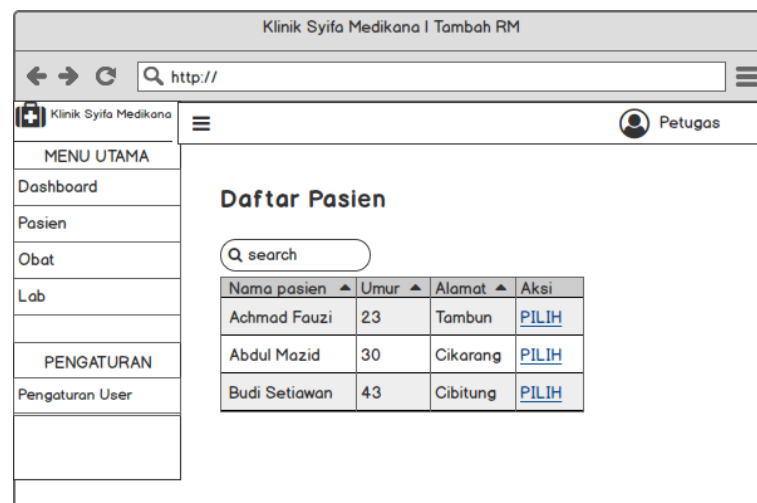 Klinik Syifa Medikana | Tambah RM
http://
Klinik Syifa Medikana
Petugas
MENU UTAMA
Dashboard
Pasien
Obat
Lab
PENGATURAN
Pengaturan User
Daftar Pasien
search
Nama pasien Umur Alamat Aksi
Achmad Fauzi 23 Tambun PILIH
Abdul Mazid 30 Cikarang PILIH
Budi Setiawan 43 Cibitung PILIH